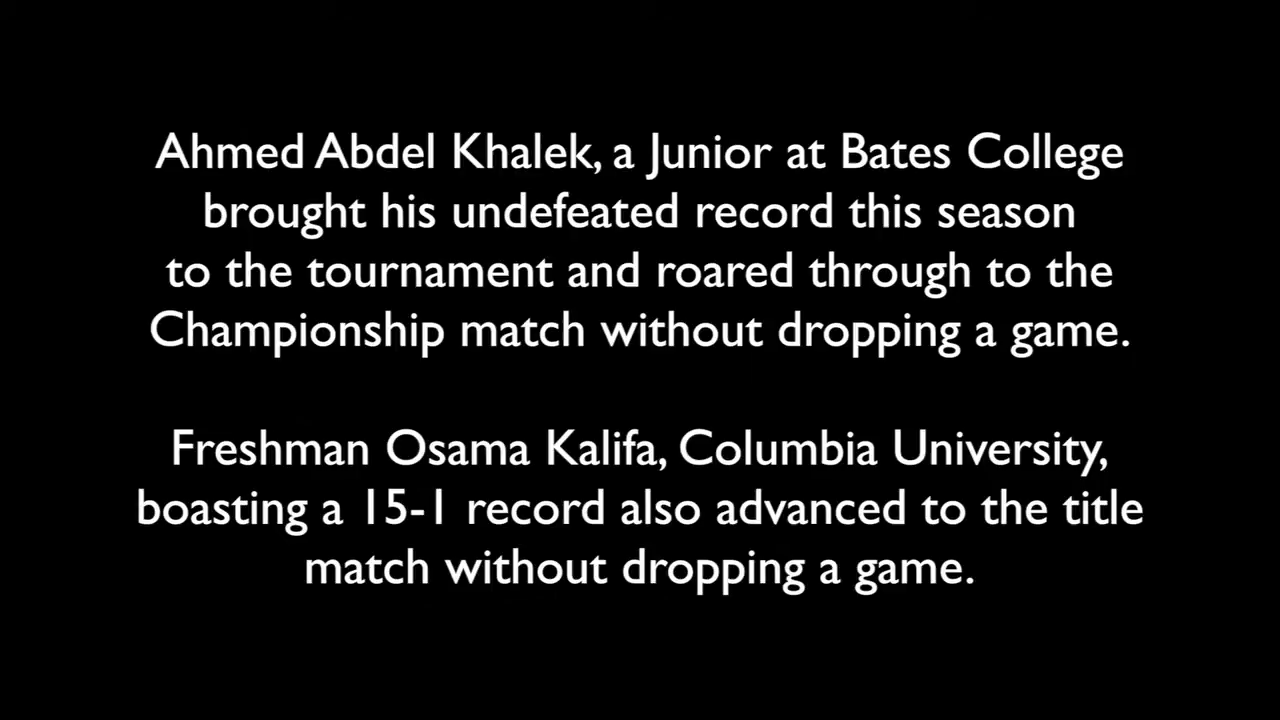 Ahmed Abdel Khalek, a Junior at Bates College
brought his undefeated record this season
to the tournament and roared through to the
Championship match without dropping a game.
Freshman Osama Kalifa, Columbia University,
boasting a 15-1 record also advanced to the title
match without dropping a game.